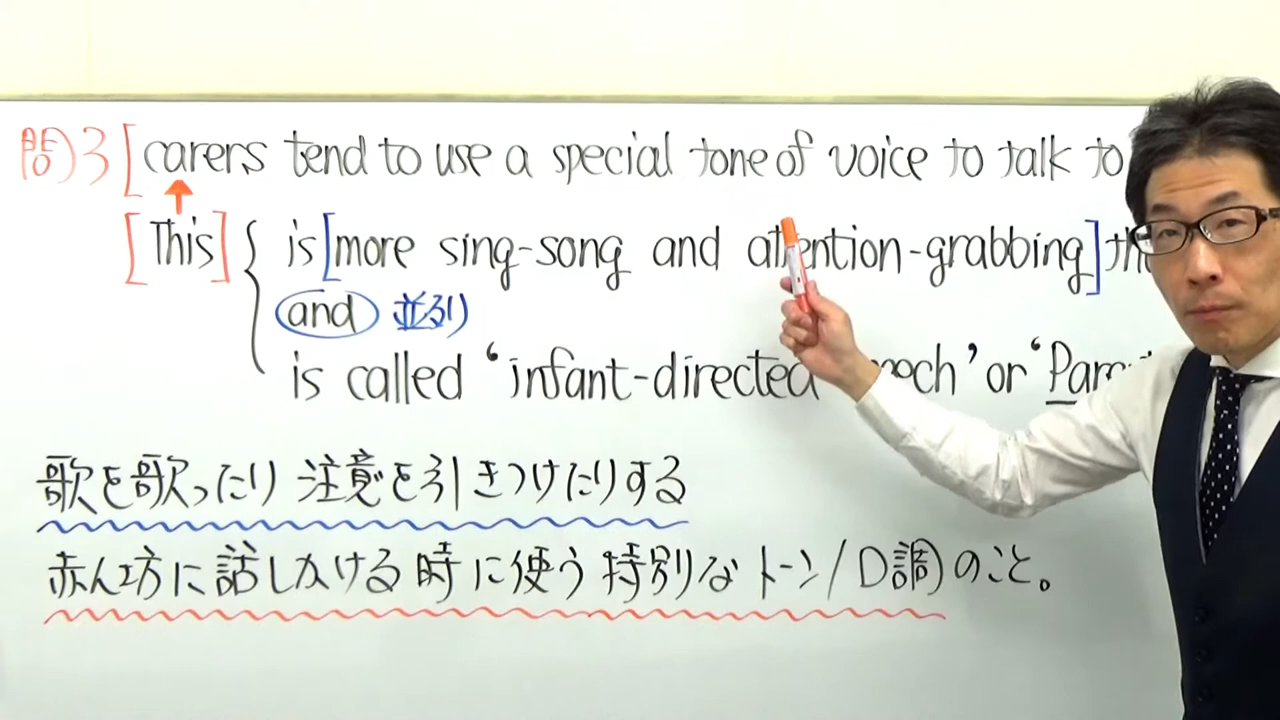 問3 [carers tend to use a special tone of voice to talk to
[This] { is [more sing-song and attention-grabbing]
and 並列
is called ‘infant-directed ’ or ‘
歌を歌ったり 注意を引きつけたりする
赤ん坊に話しかける時に使う特別なトーン/口調のこと。